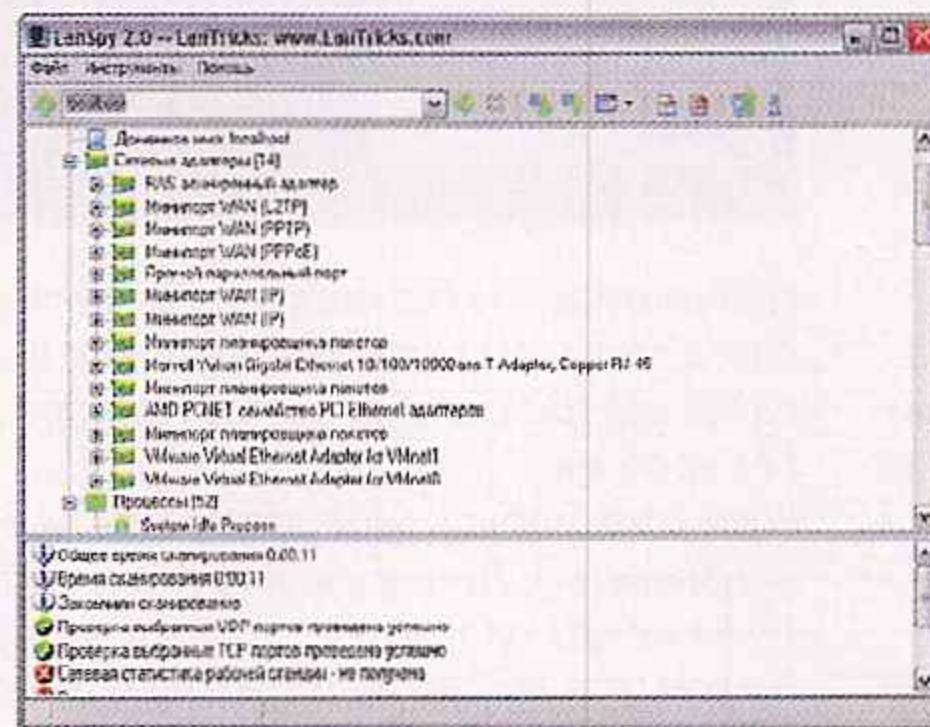 LanSpy 2.0 -- LanTricks: www.LanTricks.com
Файл Инструменты Помощь
localhost
Доменное имя: localhost
Сетевые адаптеры [14]
RAS асинхронный адаптер
Минипорт WAN (L2TP)
Минипорт WAN (PPTP)
Минипорт WAN (PPPoE)
Прямой параллельный порт
Минипорт WAN (IP)
Минипорт WAN (IP)
Минипорт планировщика пакетов
Marvell Yukon Gigabit Ethernet 10/100/1000Base-T Adapter, Copper RJ-45
Минипорт планировщика пакетов
AMD PCNET семейство PCI Ethernet адаптеров
Минипорт планировщика пакетов
VMware Virtual Ethernet Adapter for VMnet1
VMware Virtual Ethernet Adapter for VMnet8
Процессы [52]
System Idle Process
Общее время сканирования 0:00:11
Время сканирования 0:00:11
Закончили сканирование
Проверка выбранных UDP портов проведена успешно
Проверка выбранных TCP портов проведена успешно
Сетевая статистика рабочей станции - не получена